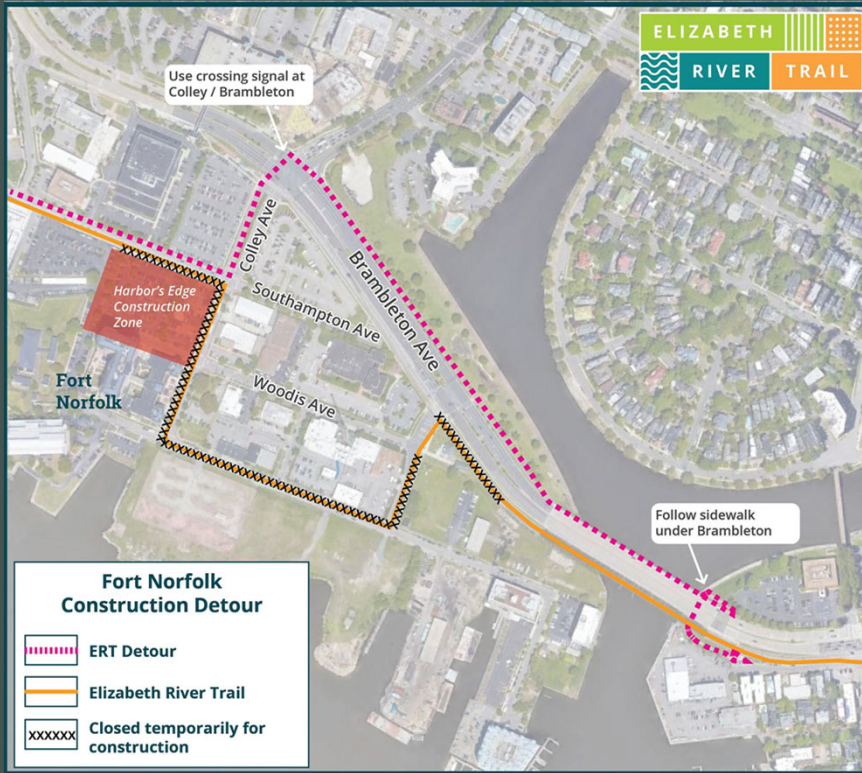 ELIZABETH
RIVER TRAIL
Use crossing signal at
Colley / Brambleton
Colley Ave
Brambleton Ave
Southampton Ave
Harbor's Edge
Construction
Zone
Woodis Ave
Fort
Norfolk
Follow sidewalk
under Brambleton
Fort Norfolk
Construction Detour
ERT Detour
Elizabeth River Trail
XXXXXX Closed temporarily for
construction